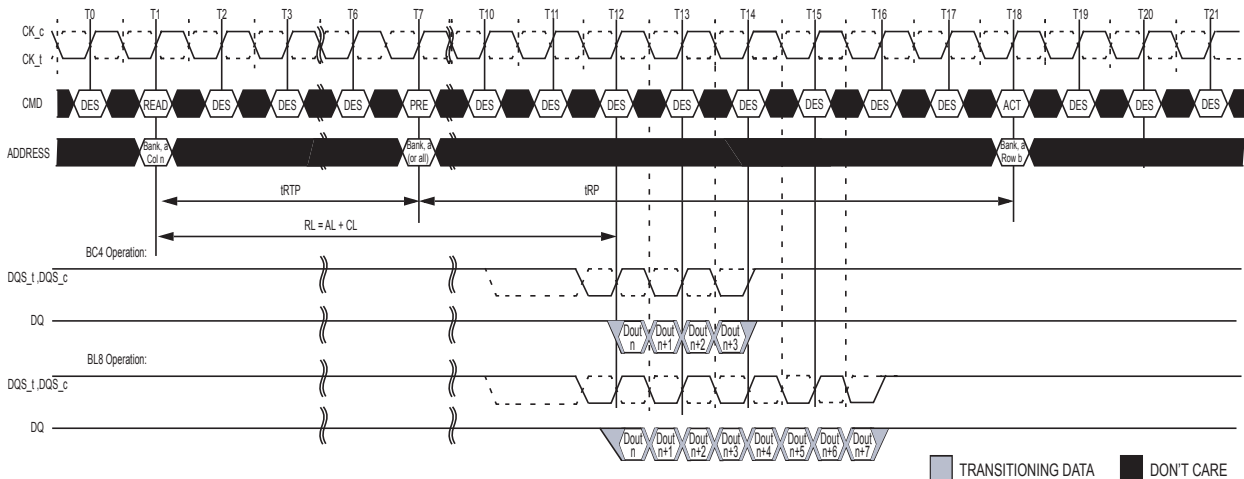 T0 T1 T2 T3 T6 T7 T10 T11 T12 T13 T14 T15 T16 T17 T18 T19 T20 T21
CK_c
CK_t
CMD DES READ DES DES DES PRE DES DES DES DES DES DES DES DES ACT DES DES DES
ADDRESS Bank, a Bank, a Bank, a
Col n (or all) Row b
tRTP tRP
RL = AL + CL
BC4 Operation:
DQS_t ,DQS_c
DQ Dout Dout Dout Dout
n n+1 n+2 n+3
BL8 Operation:
DQS_t ,DQS_c
DQ Dout Dout Dout Dout Dout Dout Dout Dout
n n+1 n+2 n+3 n+4 n+5 n+6 n+7
TRANSITIONING DATA DON'T CARE